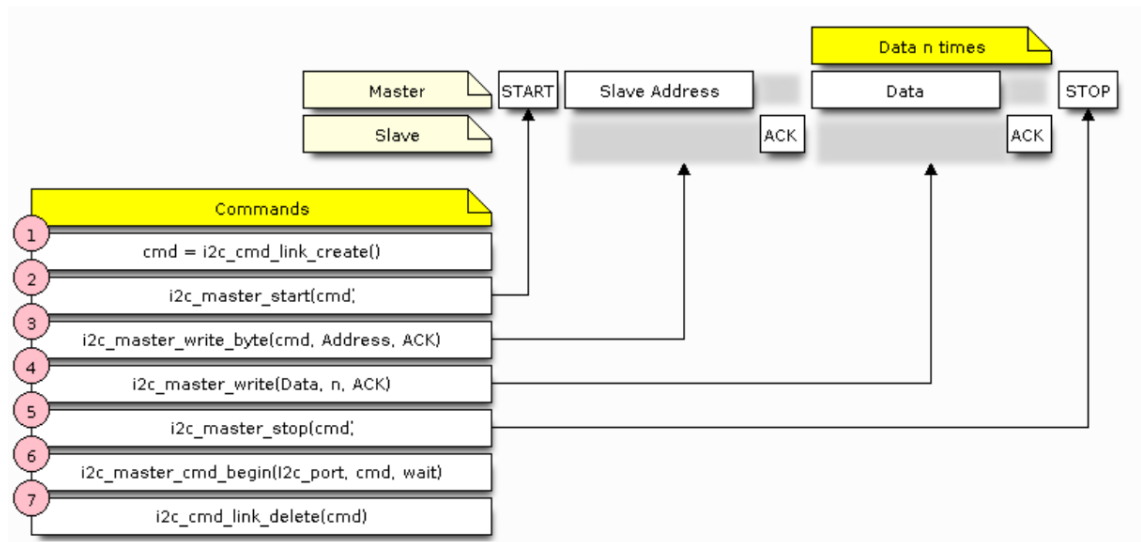 Data n times
Master START Slave Address Data STOP
Slave ACK ACK
Commands
1
cmd = i2c_cmd_link_create()
2
i2c_master_start(cmd;
3
i2c_master_write_byte(cmd, Address, ACK)
4
i2c_master_write(Data, n, ACK)
5
i2c_master_stop(cmd;
6
i2c_master_cmd_begin(I2c_port, cmd, wait)
7
i2c_cmd_link_delete(cmd)